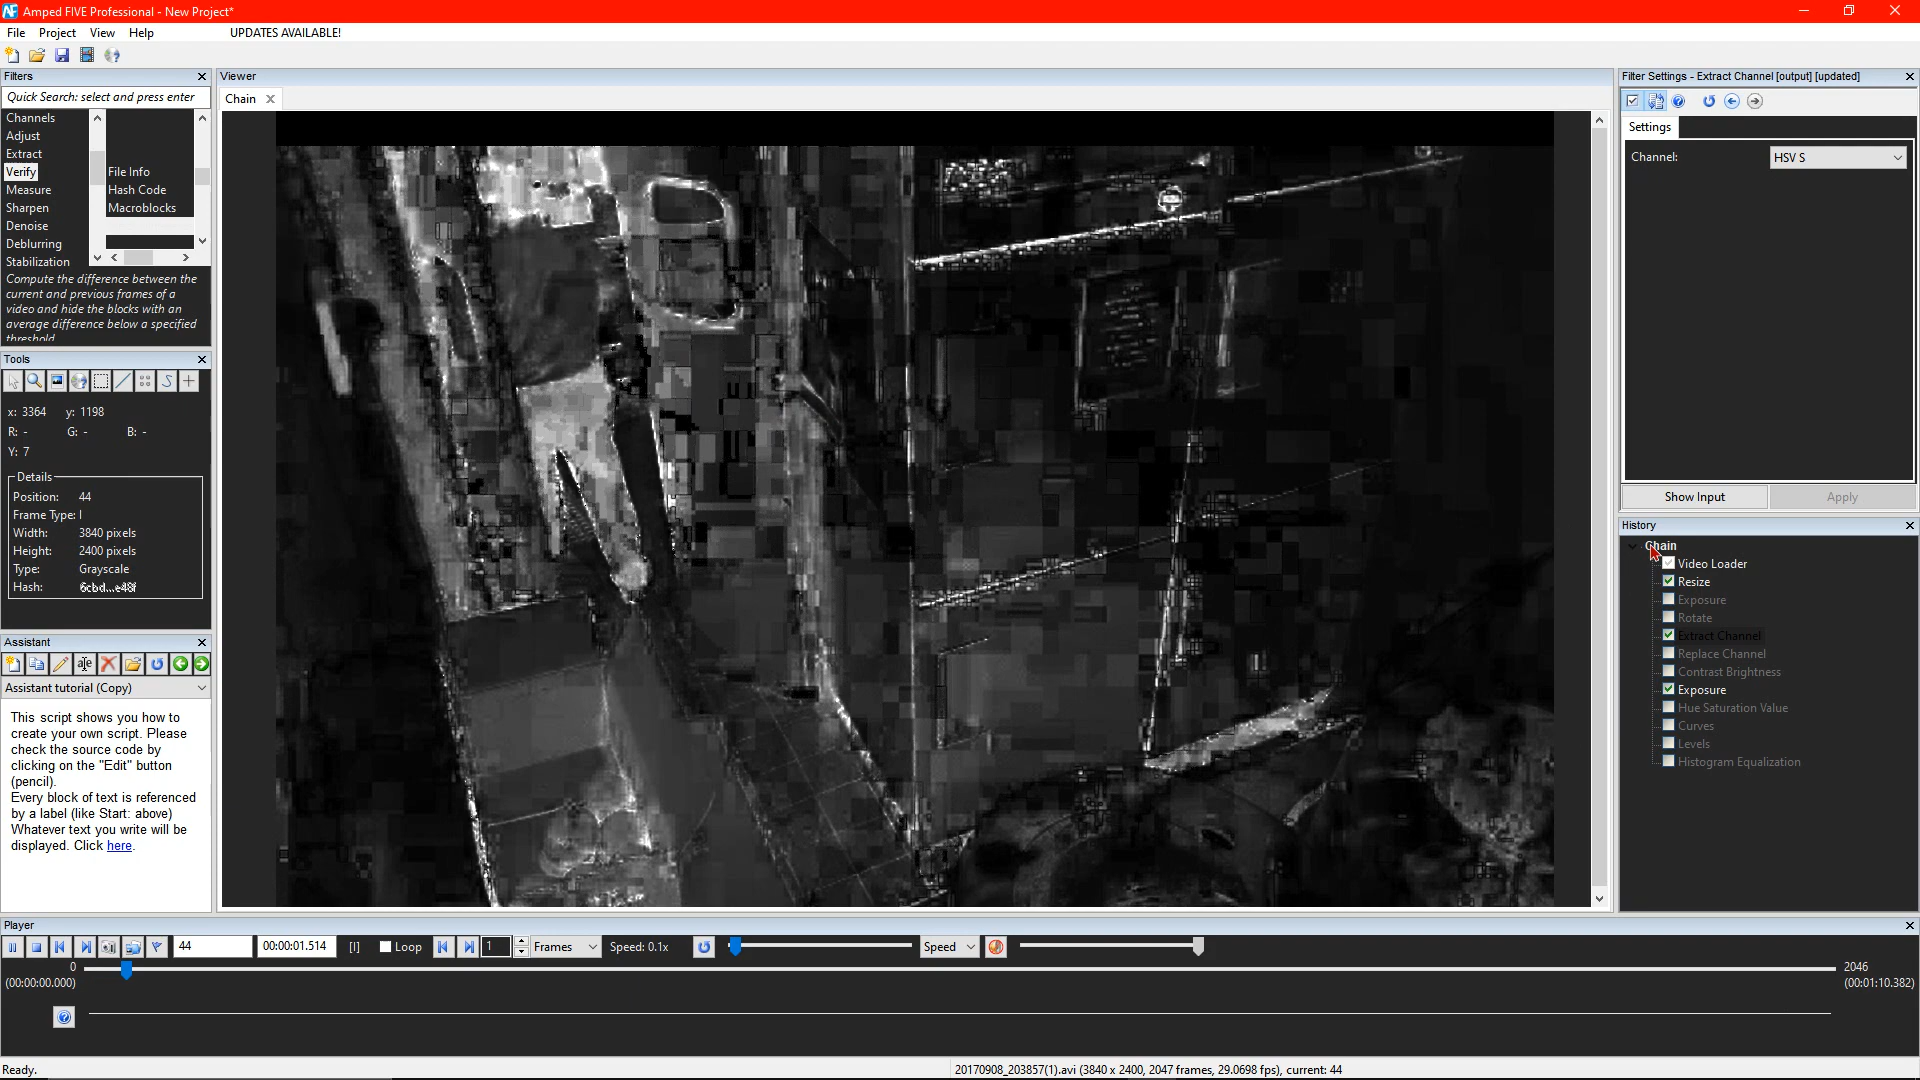 Amped FIVE Professional - New Project*
File Project View Help UPDATES AVAILABLE!
Filters
Quick Search: select and press enter
Channels
Adjust
Extract
Verify
Measure
Sharpen
Denoise
Deblurring
Stabilization
File Info
Hash Code
Macroblocks
Compute the difference between the
current and previous frames of a
video and hide the blocks with an
average difference below a specified
threshold
Tools
x: 3364 y: 1198
R: - G: - B: -
Y: 7
Details
Position: 44
Frame Type: I
Width: 3840 pixels
Height: 2400 pixels
Type: Grayscale
Hash: 6cbd...e48f
Assistant
Assistant tutorial (Copy)
This script shows you how to
create your own script. Please
check the source code by
clicking on the "Edit" button
(pencil).
Every block of text is referenced
by a label (like Start: above)
Whatever text you write will be
displayed. Click here.
Viewer
Chain
Filter Settings - Extract Channel [output] [updated]
Settings
Channel: HSV S
Show Input Apply
History
Chain
Video Loader
Resize
Exposure
Rotate
Extract Channel
Replace Channel
Contrast Brightness
Exposure
Hue Saturation Value
Curves
Levels
Histogram Equalization
Player
44 00:00:01.514 [I] Loop 1 Frames Speed: 0.1x Speed
0 2046
(00:00:00.000) (00:01:10.382)
Ready. 20170908_203857(1).avi (3840 x 2400, 2047 frames, 29.0698 fps), current: 44